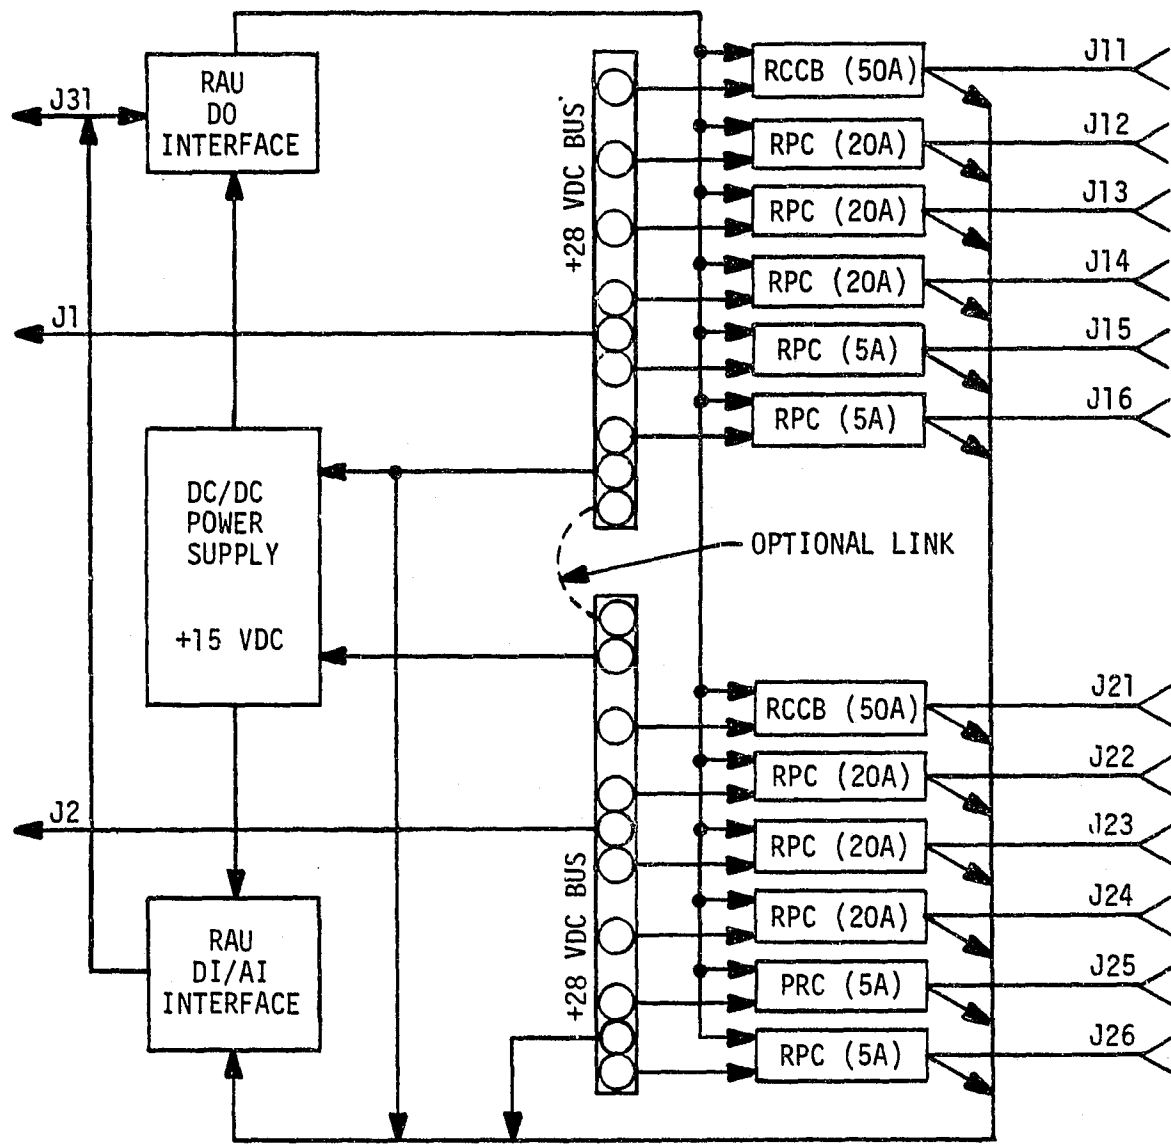 RAU
DO
INTERFACE
J31
+28 VDC BUS
RCCB (50A)
J11
RPC (20A)
J12
RPC (20A)
J13
RPC (20A)
J14
J1
RPC (5A)
J15
RPC (5A)
J16
DC/DC
POWER
SUPPLY
+15 VDC
OPTIONAL LINK
RCCB (50A)
J21
RPC (20A)
J22
J2
RPC (20A)
J23
+28 VDC BUS
RPC (20A)
J24
RAU
DI/AI
INTERFACE
PRC (5A)
J25
RPC (5A)
J26